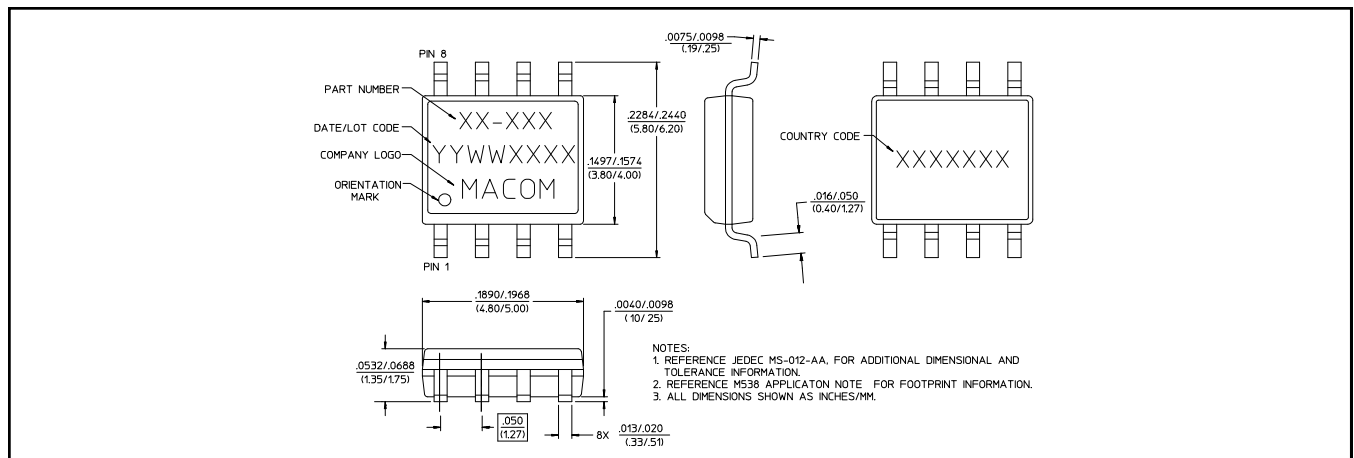 PIN 8
PART NUMBER
XX-XXX
DATE/LOT CODE
YYWWXXXX
COMPANY LOGO
MACOM
ORIENTATION
MARK
PIN 1
.2284/.2440
(5.80/6.20)
.1497/.1574
(3.80/4.00)
.0075/.0098
(.19/.25)
.016/.050
(0.40/1.27)
COUNTRY CODE
XXXXXXX
.1890/.1968
(4.80/5.00)
.0040/.0098
( 10/ 25)
.0532/.0688
(1.35/1.75)
.050
(1.27)
8X .013/.020
(.33/.51)
NOTES:
1. REFERENCE JEDEC MS-012-AA, FOR ADDITIONAL DIMENSIONAL AND
TOLERANCE INFORMATION.
2. REFERENCE M538 APPLICATON NOTE FOR FOOTPRINT INFORMATION.
3. ALL DIMENSIONS SHOWN AS INCHES/MM.